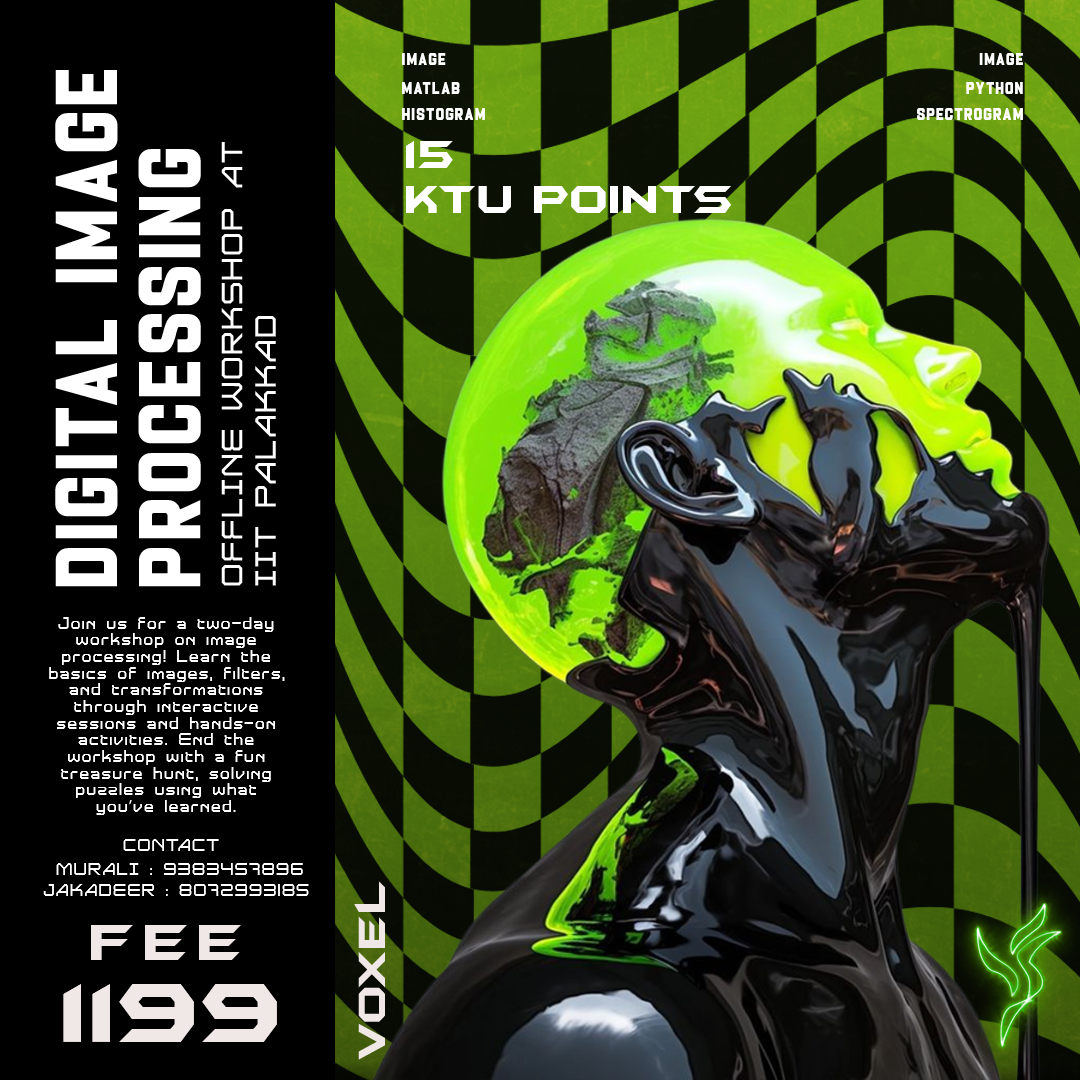 DIGITAL IMAGE
PROCESSING
OFFLINE WORKSHOP AT
IIT PALAKKAD
Join us for a two-day
workshop on image
processing! Learn the
basics of images, filters,
and transformations
through interactive
sessions and hands-on
activities. End the
workshop with a fun
treasure hunt, solving
puzzles using what
you've learned.
CONTACT
MURALI : 9383457896
JAKADEER : 8072993185
FEE
1199
IMAGE
MATLAB
HISTOGRAM
IMAGE
PYTHON
SPECTROGRAM
15
KTU POINTS
VOXEL